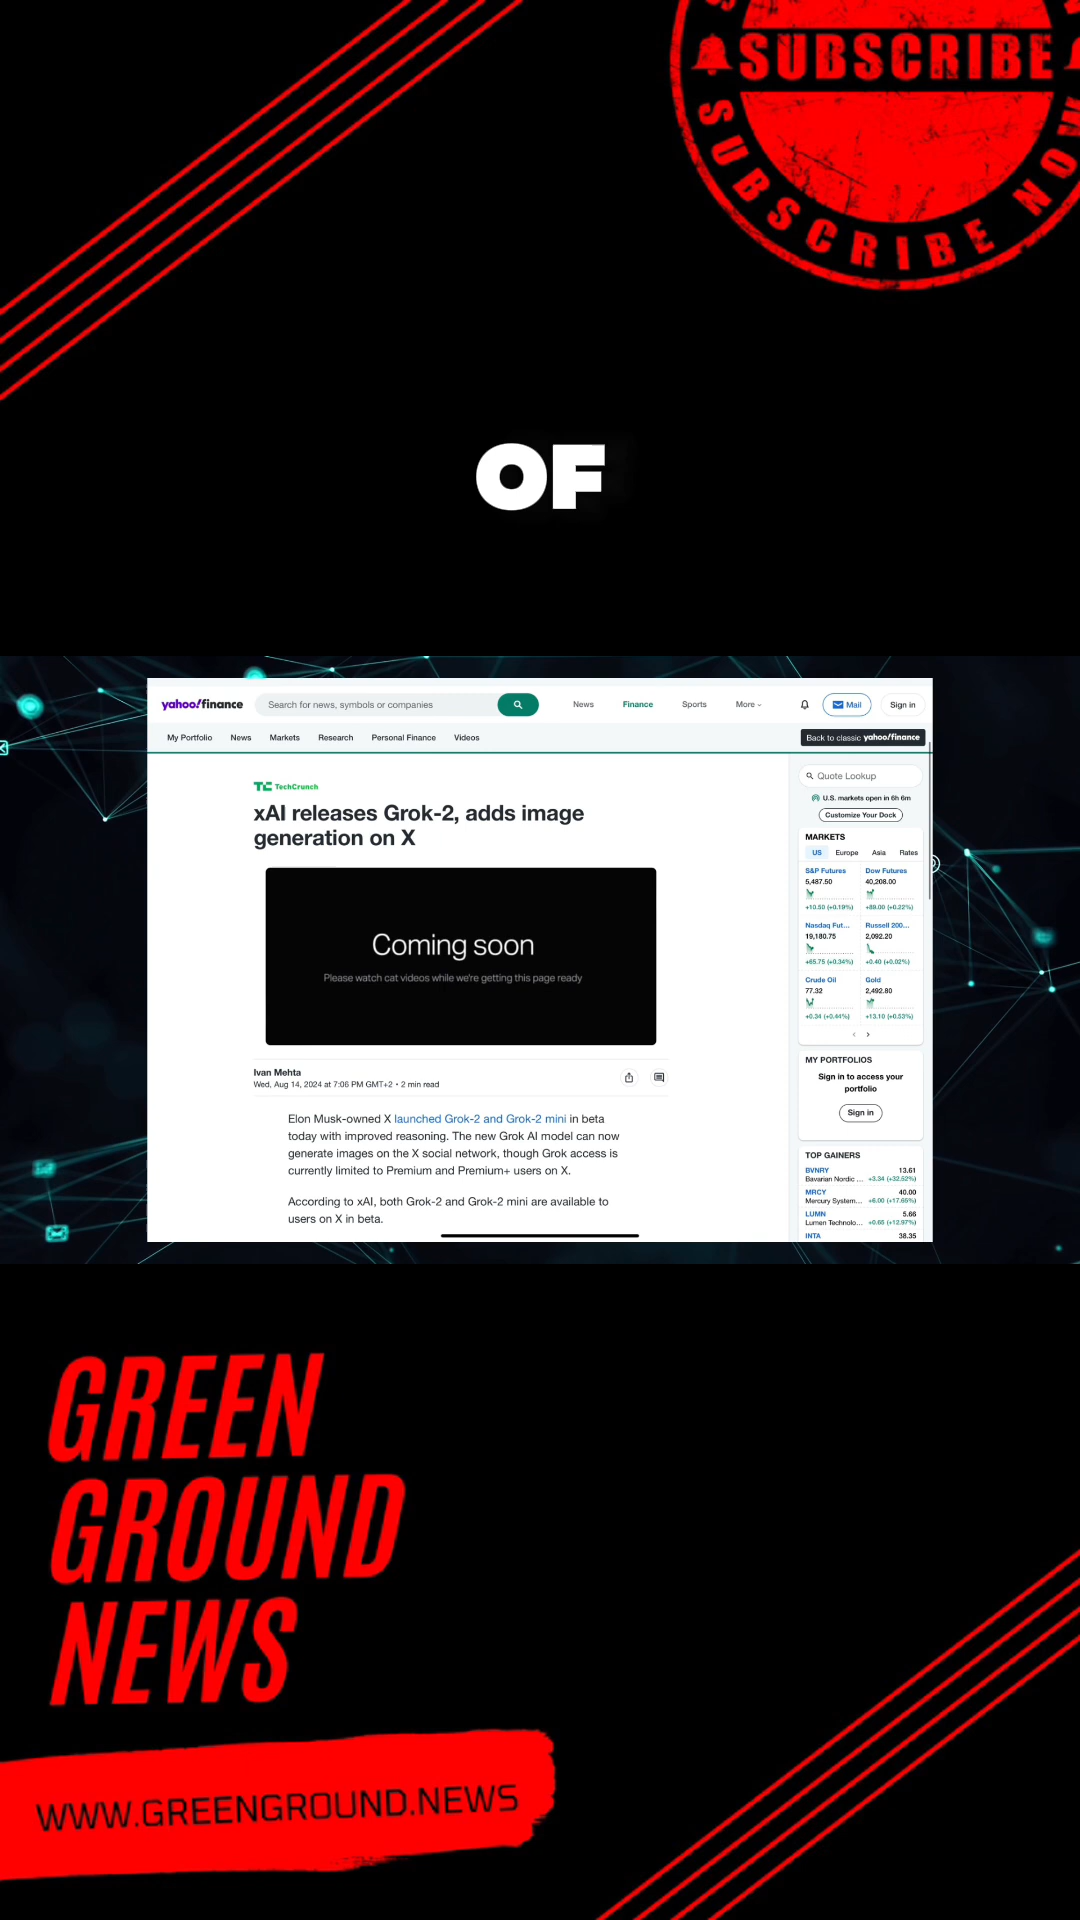 SUBSCRIBE
SUBSCRIBE NOW
OF
yahoo!finance
Search for news, symbols or companies
News Finance Sports More
Mail
Sign in
My Portfolio News Markets Research Personal Finance Videos
Back to classic yahoo!finance
TC TechCrunch
xAI releases Grok-2, adds image
generation on X
Coming soon
Please watch cat videos while we're getting this page ready
Ivan Mehta
Wed, Aug 14, 2024 at 7:06 PM GMT+2 • 2 min read
Elon Musk-owned X launched Grok-2 and Grok-2 mini in beta
today with improved reasoning. The new Grok AI model can now
generate images on the X social network, though Grok access is
currently limited to Premium and Premium+ users on X.
According to xAI, both Grok-2 and Grok-2 mini are available to
users on X in beta.
Quote Lookup
U.S. markets open in 6h 6m
Customize Your Dock
MARKETS
US Europe Asia Rates
S&P Futures Dow Futures
5,487.50 40,208.00
+10.50 (+0.19%) +89.00 (+0.22%)
Nasdaq Fut... Russell 200...
19,180.75 2,092.20
+65.75 (+0.34%) +0.40 (+0.02%)
Crude Oil Gold
77.32 2,492.80
+0.34 (+0.44%) +13.10 (+0.53%)
MY PORTFOLIOS
Sign in to access your
portfolio
Sign in
TOP GAINERS
BVNRY 13.61
Bavarian Nordic ... +3.34 (+32.52%)
MRCY 40.00
Mercury System... +6.00 (+17.65%)
LUMN 5.66
Lumen Technolo... +0.65 (+12.97%)
INTA 38.35
GREEN
GROUND
NEWS
WWW.GREENGROUND.NEWS